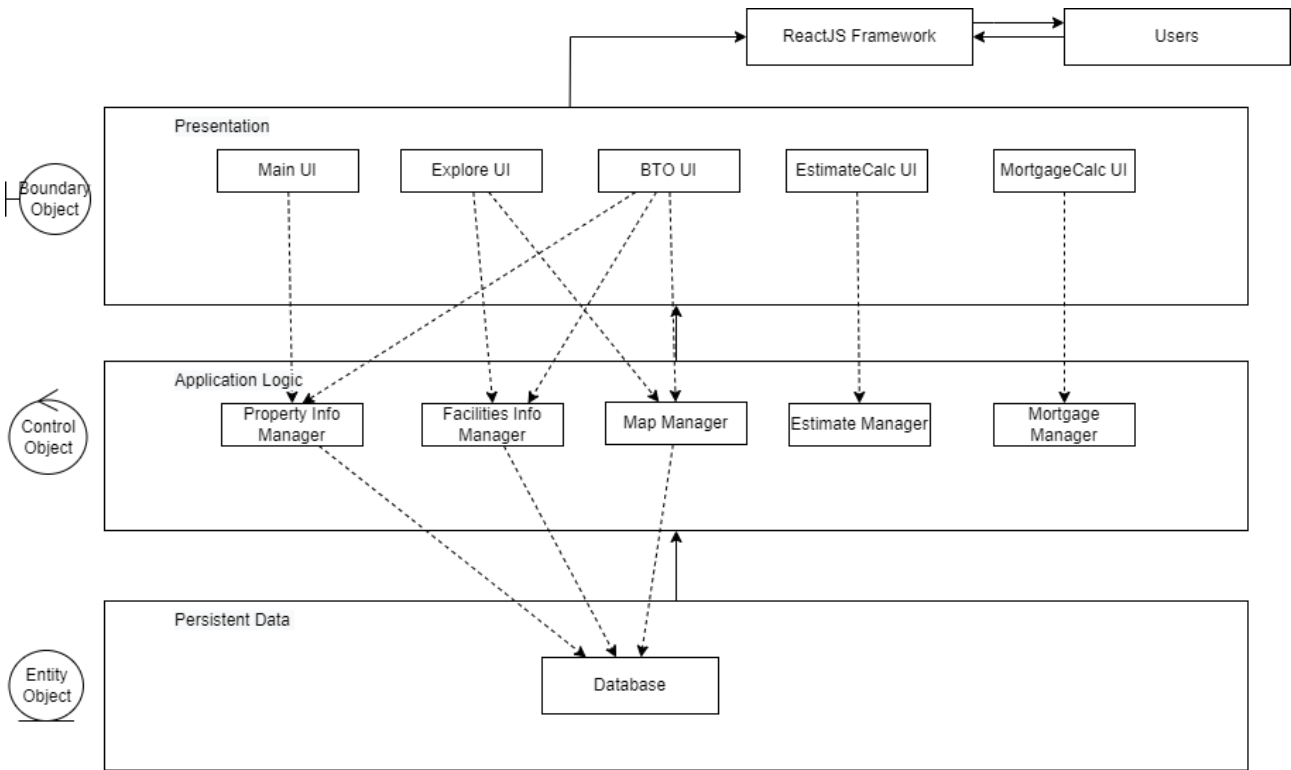 ReactJS Framework
Users
Presentation
Main UI
Explore UI
BTO UI
EstimateCalc UI
MortgageCalc UI
Boundary
Object
Application Logic
Property Info
Manager
Facilities Info
Manager
Map Manager
Estimate Manager
Mortgage
Manager
Control
Object
Persistent Data
Entity
Object
Database